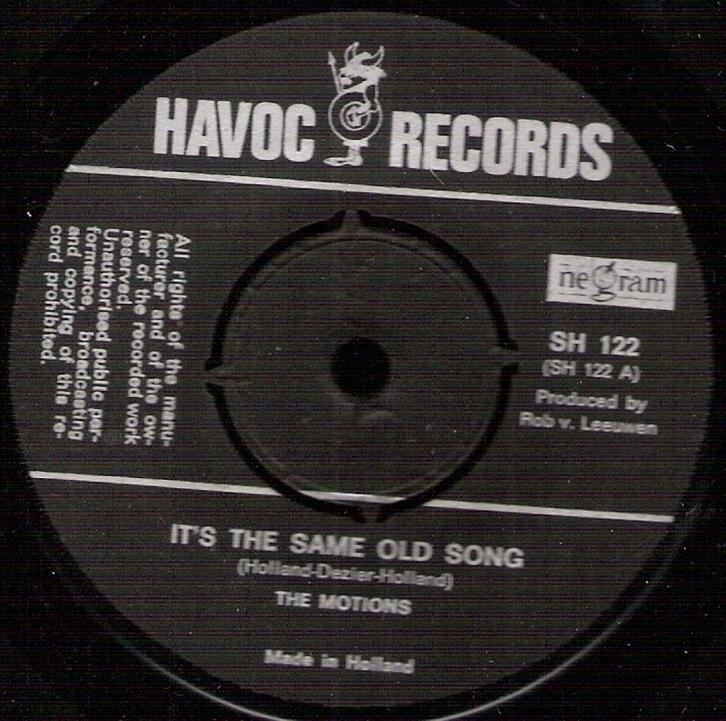 HAVOC RECORDS
All rights of the manu-
facturer and of the ow-
ner of the recorded work
reserved.
Unauthorised public per-
formance, broadcasting
and copying of this re-
cord prohibited.
negram
SH 122
(SH 122 A)
Produced by
Rob v. Leeuwen
IT'S THE SAME OLD SONG
(Holland-Dezier-Holland)
THE MOTIONS
Made in Holland